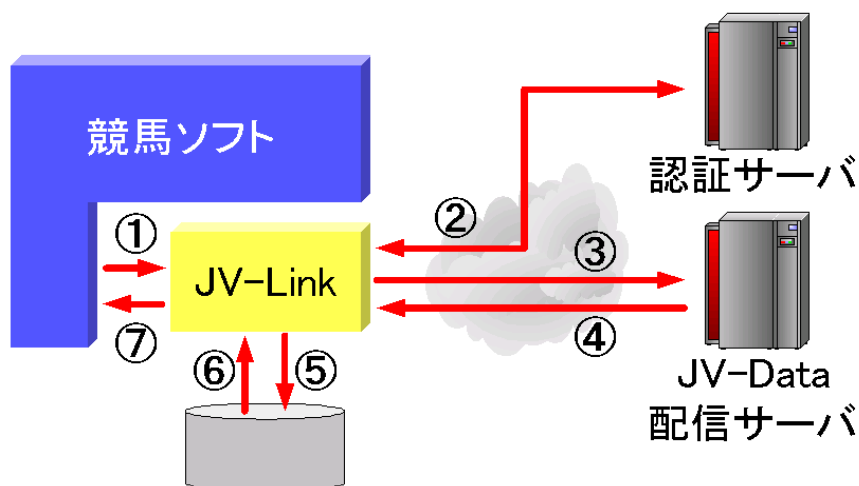 競馬ソフト
認証サーバ
①
②
③
JV-Link
⑦
④
⑥
⑤
JV-Data
配信サーバ